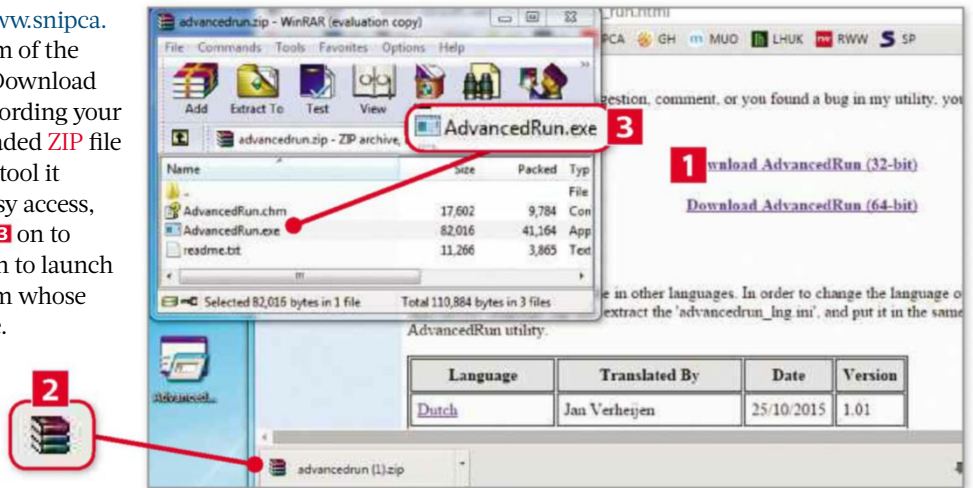 ww.snipca.
m of the
Download
ording your
ded ZIP file
tool it
sy access,
3 on to
n to launch
m whose
e.
2
advancedrun.zip - WinRAR (evaluation copy)
File Commands Tools Favorites Options Help
Add Extract To Test View
advancedrun.zip - ZIP archive,
AdvancedRun.exe 3
Name Size Packed Typ
File
AdvancedRun.chm 17,602 9,784 Con
AdvancedRun.exe 82,016 41,164 App
readme.txt 11,266 3,865 Text
Selected 82,016 bytes in 1 file Total 110,884 bytes in 3 files
_run.html
PCA GH MUO LHUK RWW SP
gestion, comment, or you found a bug in my utility, you
1 wnload AdvancedRun (32-bit)
Download AdvancedRun (64-bit)
e in other languages. In order to change the language o
extract the 'advancedrun_lng.ini', and put it in the same
AdvancedRun utility.
Language Translated By Date Version
Dutch Jan Verheijen 25/10/2015 1.01
Advanced...
advancedrun (1).zip